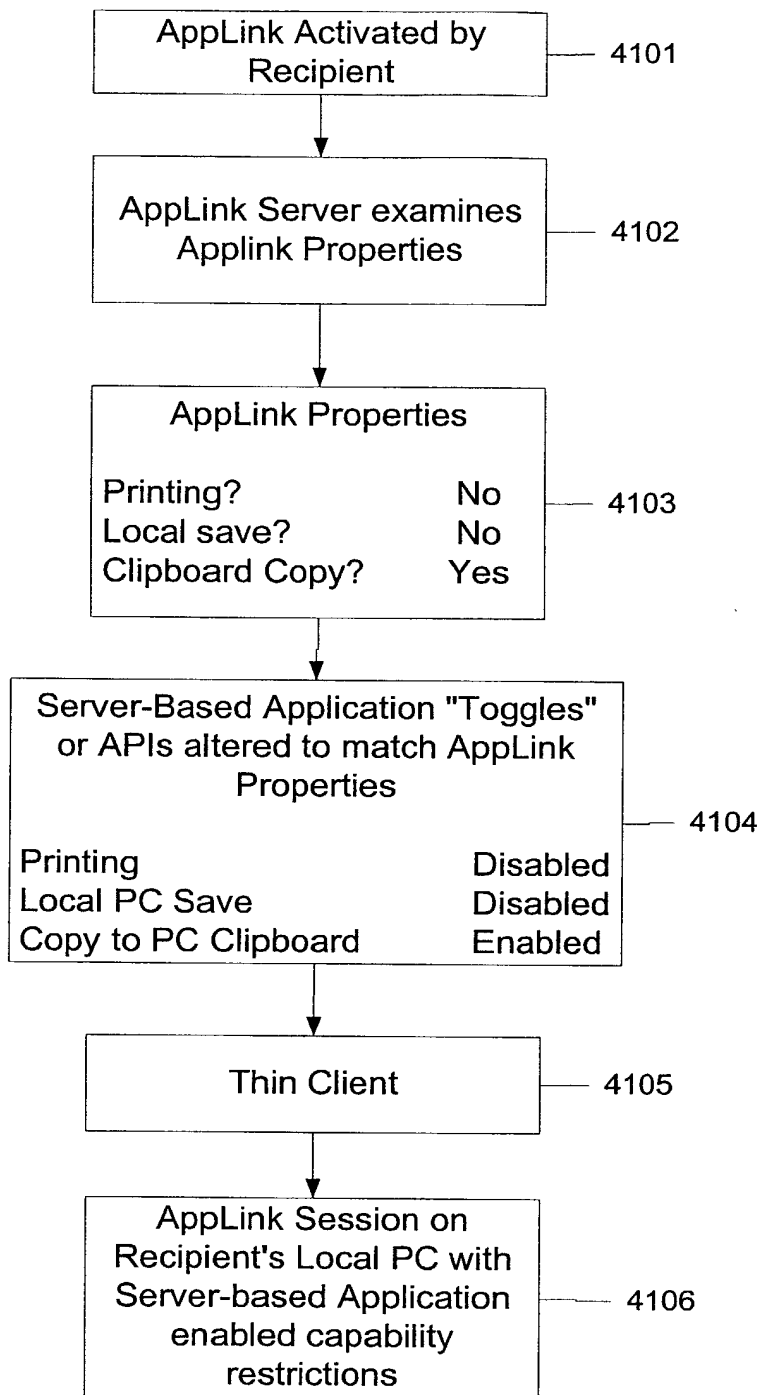 AppLink Activated by
Recipient
4101
AppLink Server examines
Applink Properties
4102
AppLink Properties
Printing? No
Local save? No
Clipboard Copy? Yes
4103
Server-Based Application "Toggles"
or APIs altered to match AppLink
Properties
Printing Disabled
Local PC Save Disabled
Copy to PC Clipboard Enabled
4104
Thin Client
4105
AppLink Session on
Recipient's Local PC with
Server-based Application
enabled capability
restrictions
4106